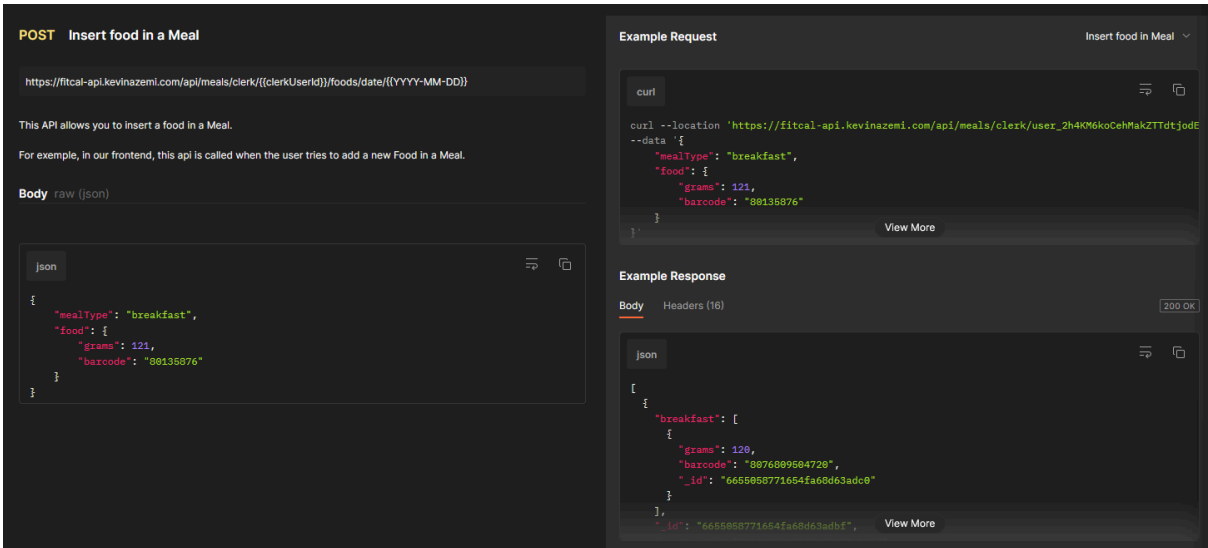 POST Insert food in a Meal
https://fitcal-api.kevinazemi.com/api/meals/clerk/{{clerkUserId}}/foods/date/{{YYYY-MM-DD}}
This API allows you to insert a food in a Meal.
For exemple, in our frontend, this api is called when the user tries to add a new Food in a Meal.
Body raw (json)
json
{
"mealType": "breakfast",
"food": {
"grams": 121,
"barcode": "80135876"
}
}
Example Request
Insert food in Meal
curl
curl --location 'https://fitcal-api.kevinazemi.com/api/meals/clerk/user_2h4KM6koCehMakZTTdtjodE
--data '{
"mealType": "breakfast",
"food": {
"grams": 121,
"barcode": "80135876"
}
}'
View More
Example Response
Body Headers (16)
200 OK
json
[
{
"breakfast": [
{
"grams": 120,
"barcode": "8076809504720",
"_id": "6655058771654fa68d63adc0"
}
],
"_id": "6655058771654fa68d63adbf",
View More